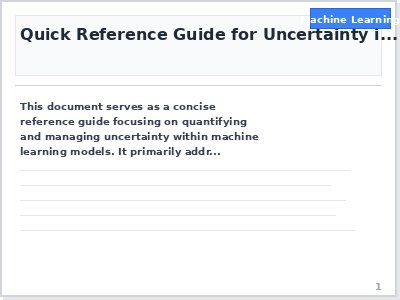 Machine Learning
Quick Reference Guide for Uncertainty i...
This document serves as a concise
reference guide focusing on quantifying
and managing uncertainty within machine
learning models. It primarily addr...
1